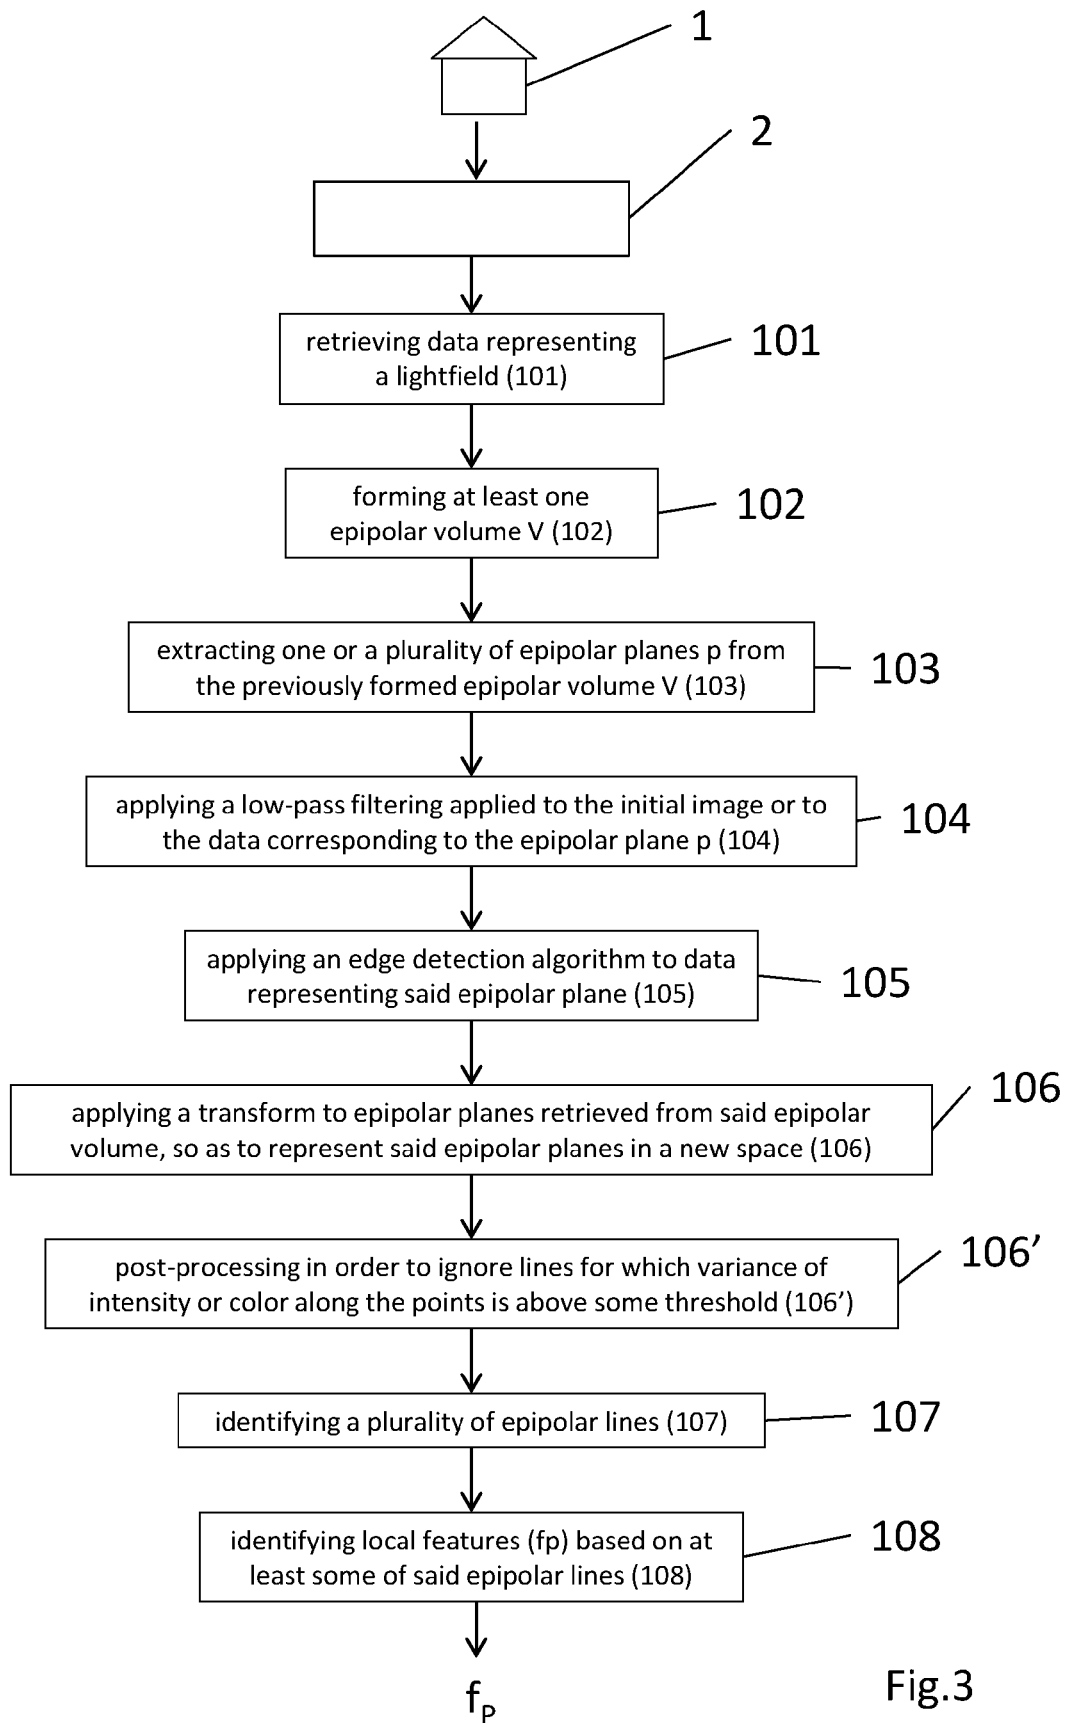 1
2
retrieving data representing
a lightfield (101)
101
forming at least one
epipolar volume V (102)
102
extracting one or a plurality of epipolar planes p from
the previously formed epipolar volume V (103)
103
applying a low-pass filtering applied to the initial image or to
the data corresponding to the epipolar plane p (104)
104
applying an edge detection algorithm to data
representing said epipolar plane (105)
105
applying a transform to epipolar planes retrieved from said epipolar
volume, so as to represent said epipolar planes in a new space (106)
106
post-processing in order to ignore lines for which variance of
intensity or color along the points is above some threshold (106’)
106’
identifying a plurality of epipolar lines (107)
107
identifying local features (fp) based on at
least some of said epipolar lines (108)
108
fP
Fig.3